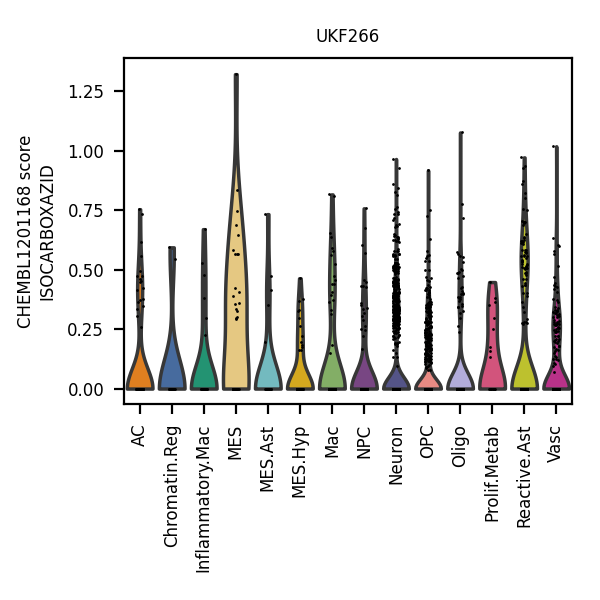 UKF266
CHEMBL1201168 score
ISOCARBOXAZID
1.25
1.00
0.75
0.50
0.25
0.00
AC
Chromatin.Reg
Inflammatory.Mac
MES
MES.Ast
MES.Hyp
Mac
NPC
Neuron
OPC
Oligo
Prolif.Metab
Reactive.Ast
Vasc